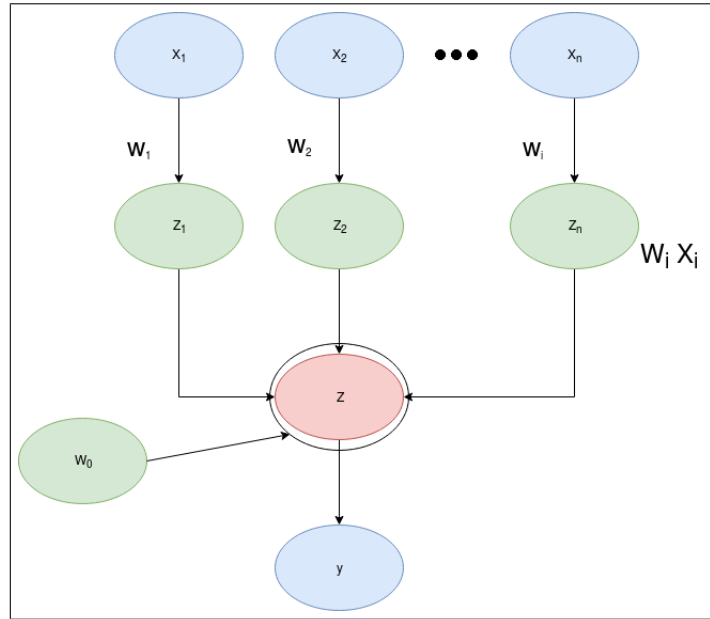 X₁ X₂ ●●● Xₙ
W₁ W₂ Wᵢ
Z₁ Z₂ Zₙ
Wᵢ Xᵢ
Z
W₀
y